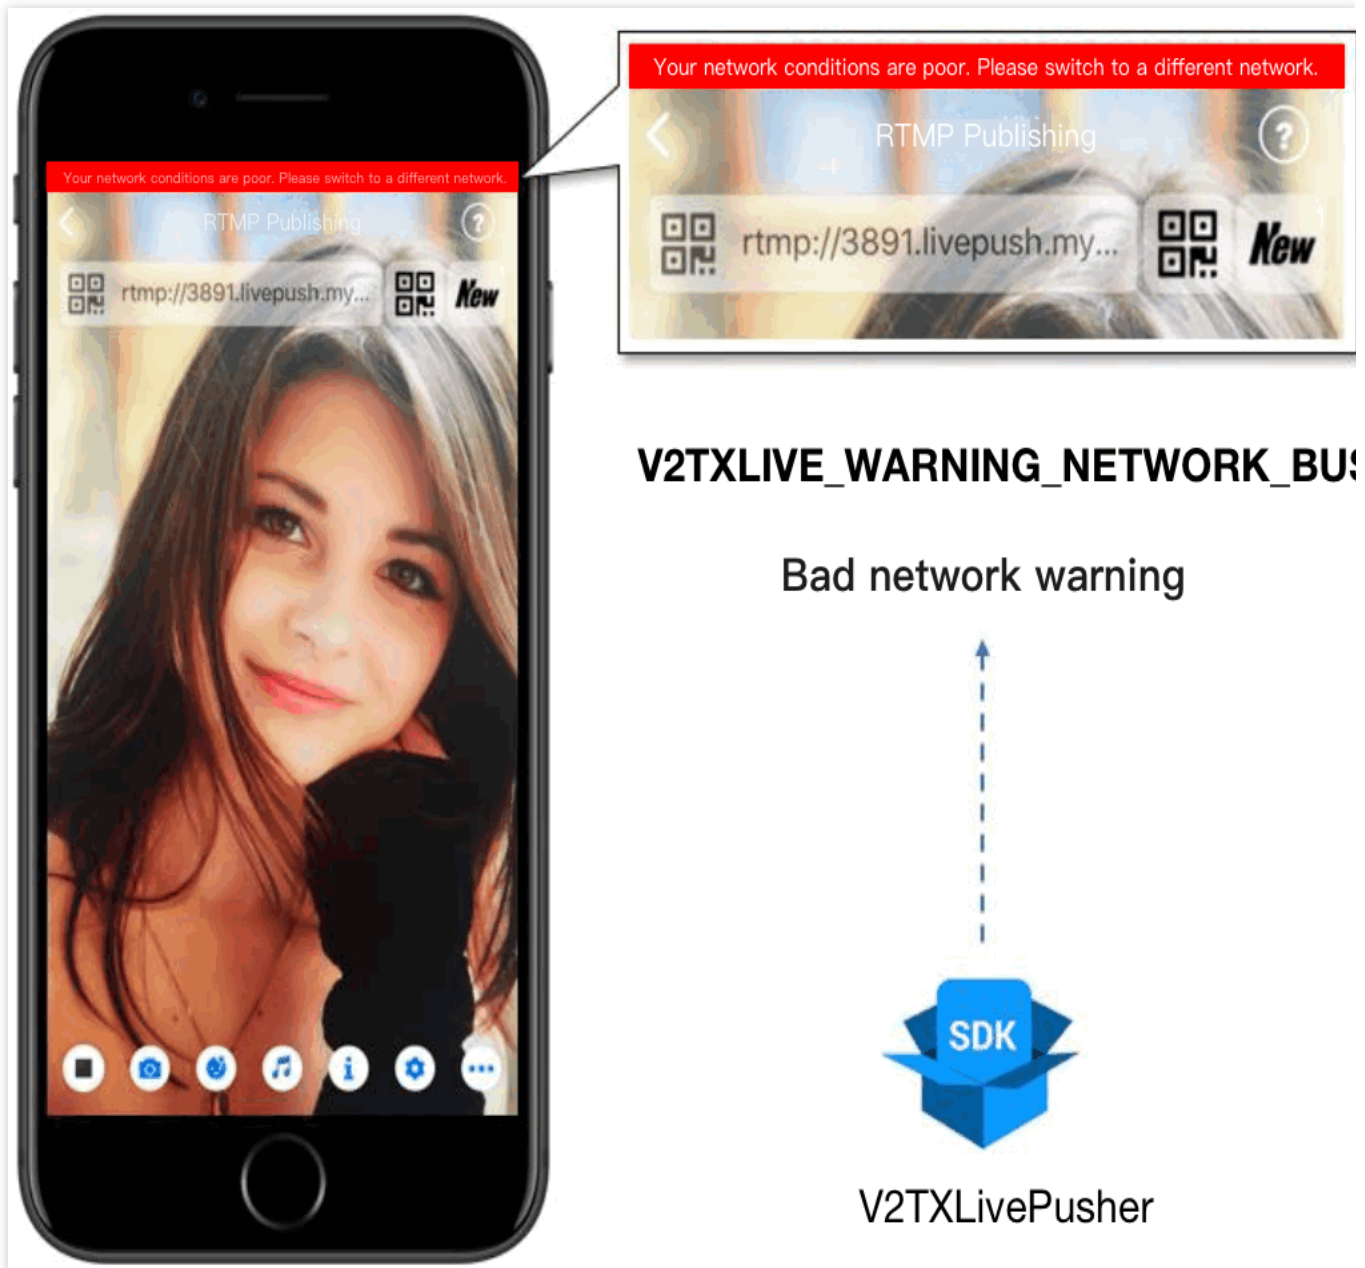 Your network conditions are poor. Please switch to a different network.
RTMP Publishing
?
rtmp://3891.livepush.my...
New
Your network conditions are poor. Please switch to a different network.
RTMP Publishing
?
rtmp://3891.livepush.my...
New
V2TXLIVE_WARNING_NETWORK_BUS
Bad network warning
SDK
V2TXLivePusher